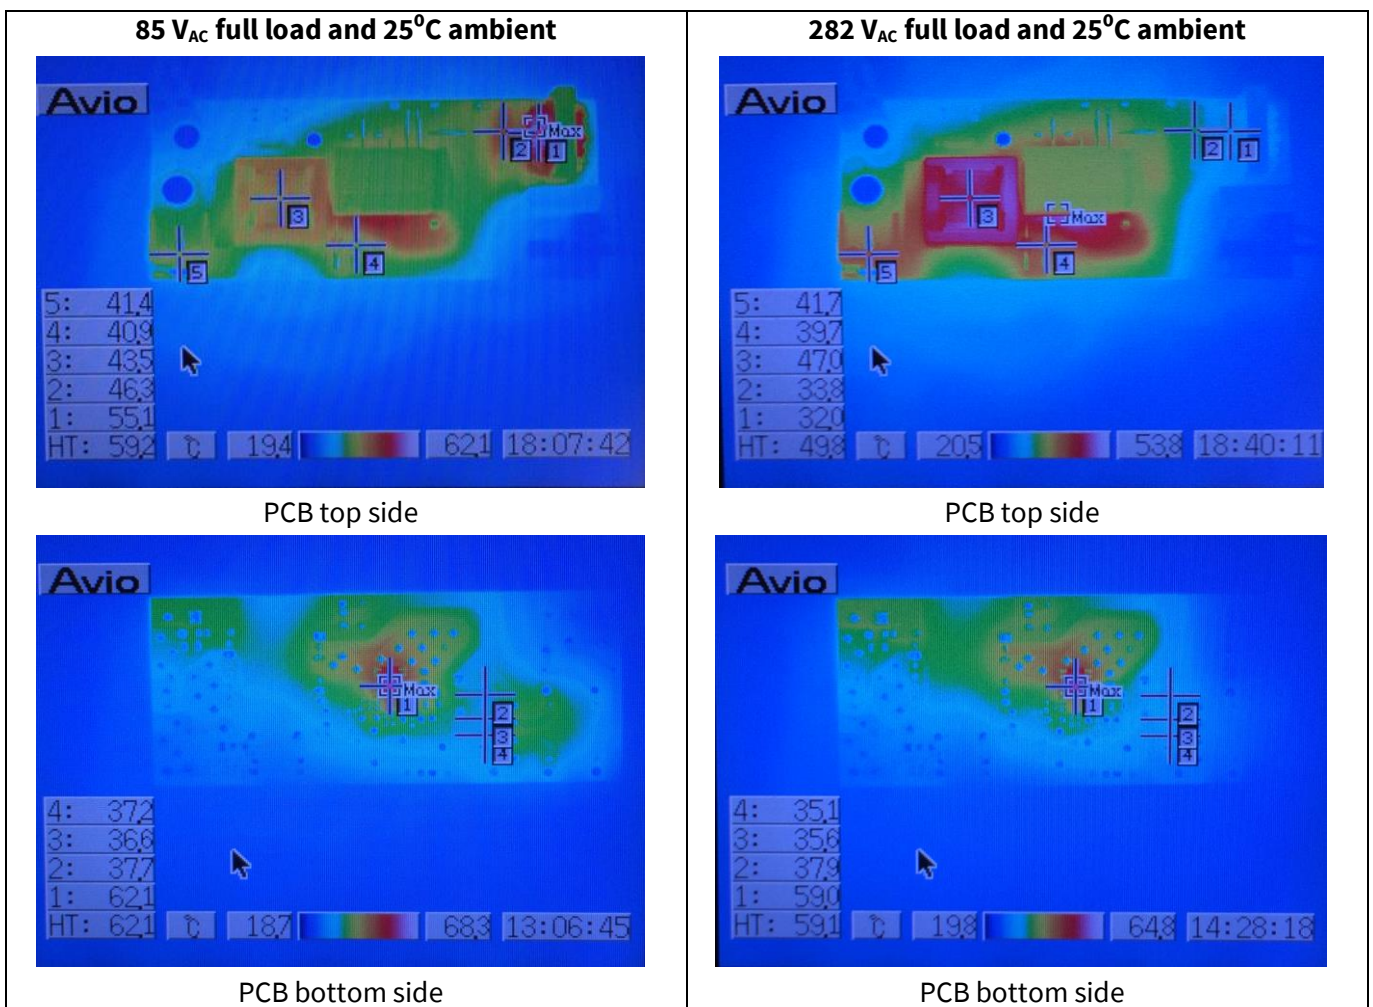 85 VAC full load and 25⁰C ambient
282 VAC full load and 25⁰C ambient
Avio
Max
2
1
3
4
5
5: 41.4
4: 40.9
3: 43.5
2: 46.3
1: 55.1
HT: 59.2 ℃ 19.4 62.1 18:07:42
PCB top side
Avio
2
1
3
Max
4
5
5: 41.7
4: 39.7
3: 47.0
2: 33.8
1: 32.0
HT: 49.8 ℃ 20.5 53.8 18:40:11
PCB top side
Avio
Max
1
2
3
4
4: 37.2
3: 36.6
2: 37.7
1: 62.1
HT: 62.1 ℃ 18.7 68.3 13:06:45
PCB bottom side
Avio
Max
1
2
3
4
4: 35.1
3: 35.6
2: 37.9
1: 59.0
HT: 59.1 ℃ 19.8 64.8 14:28:18
PCB bottom side